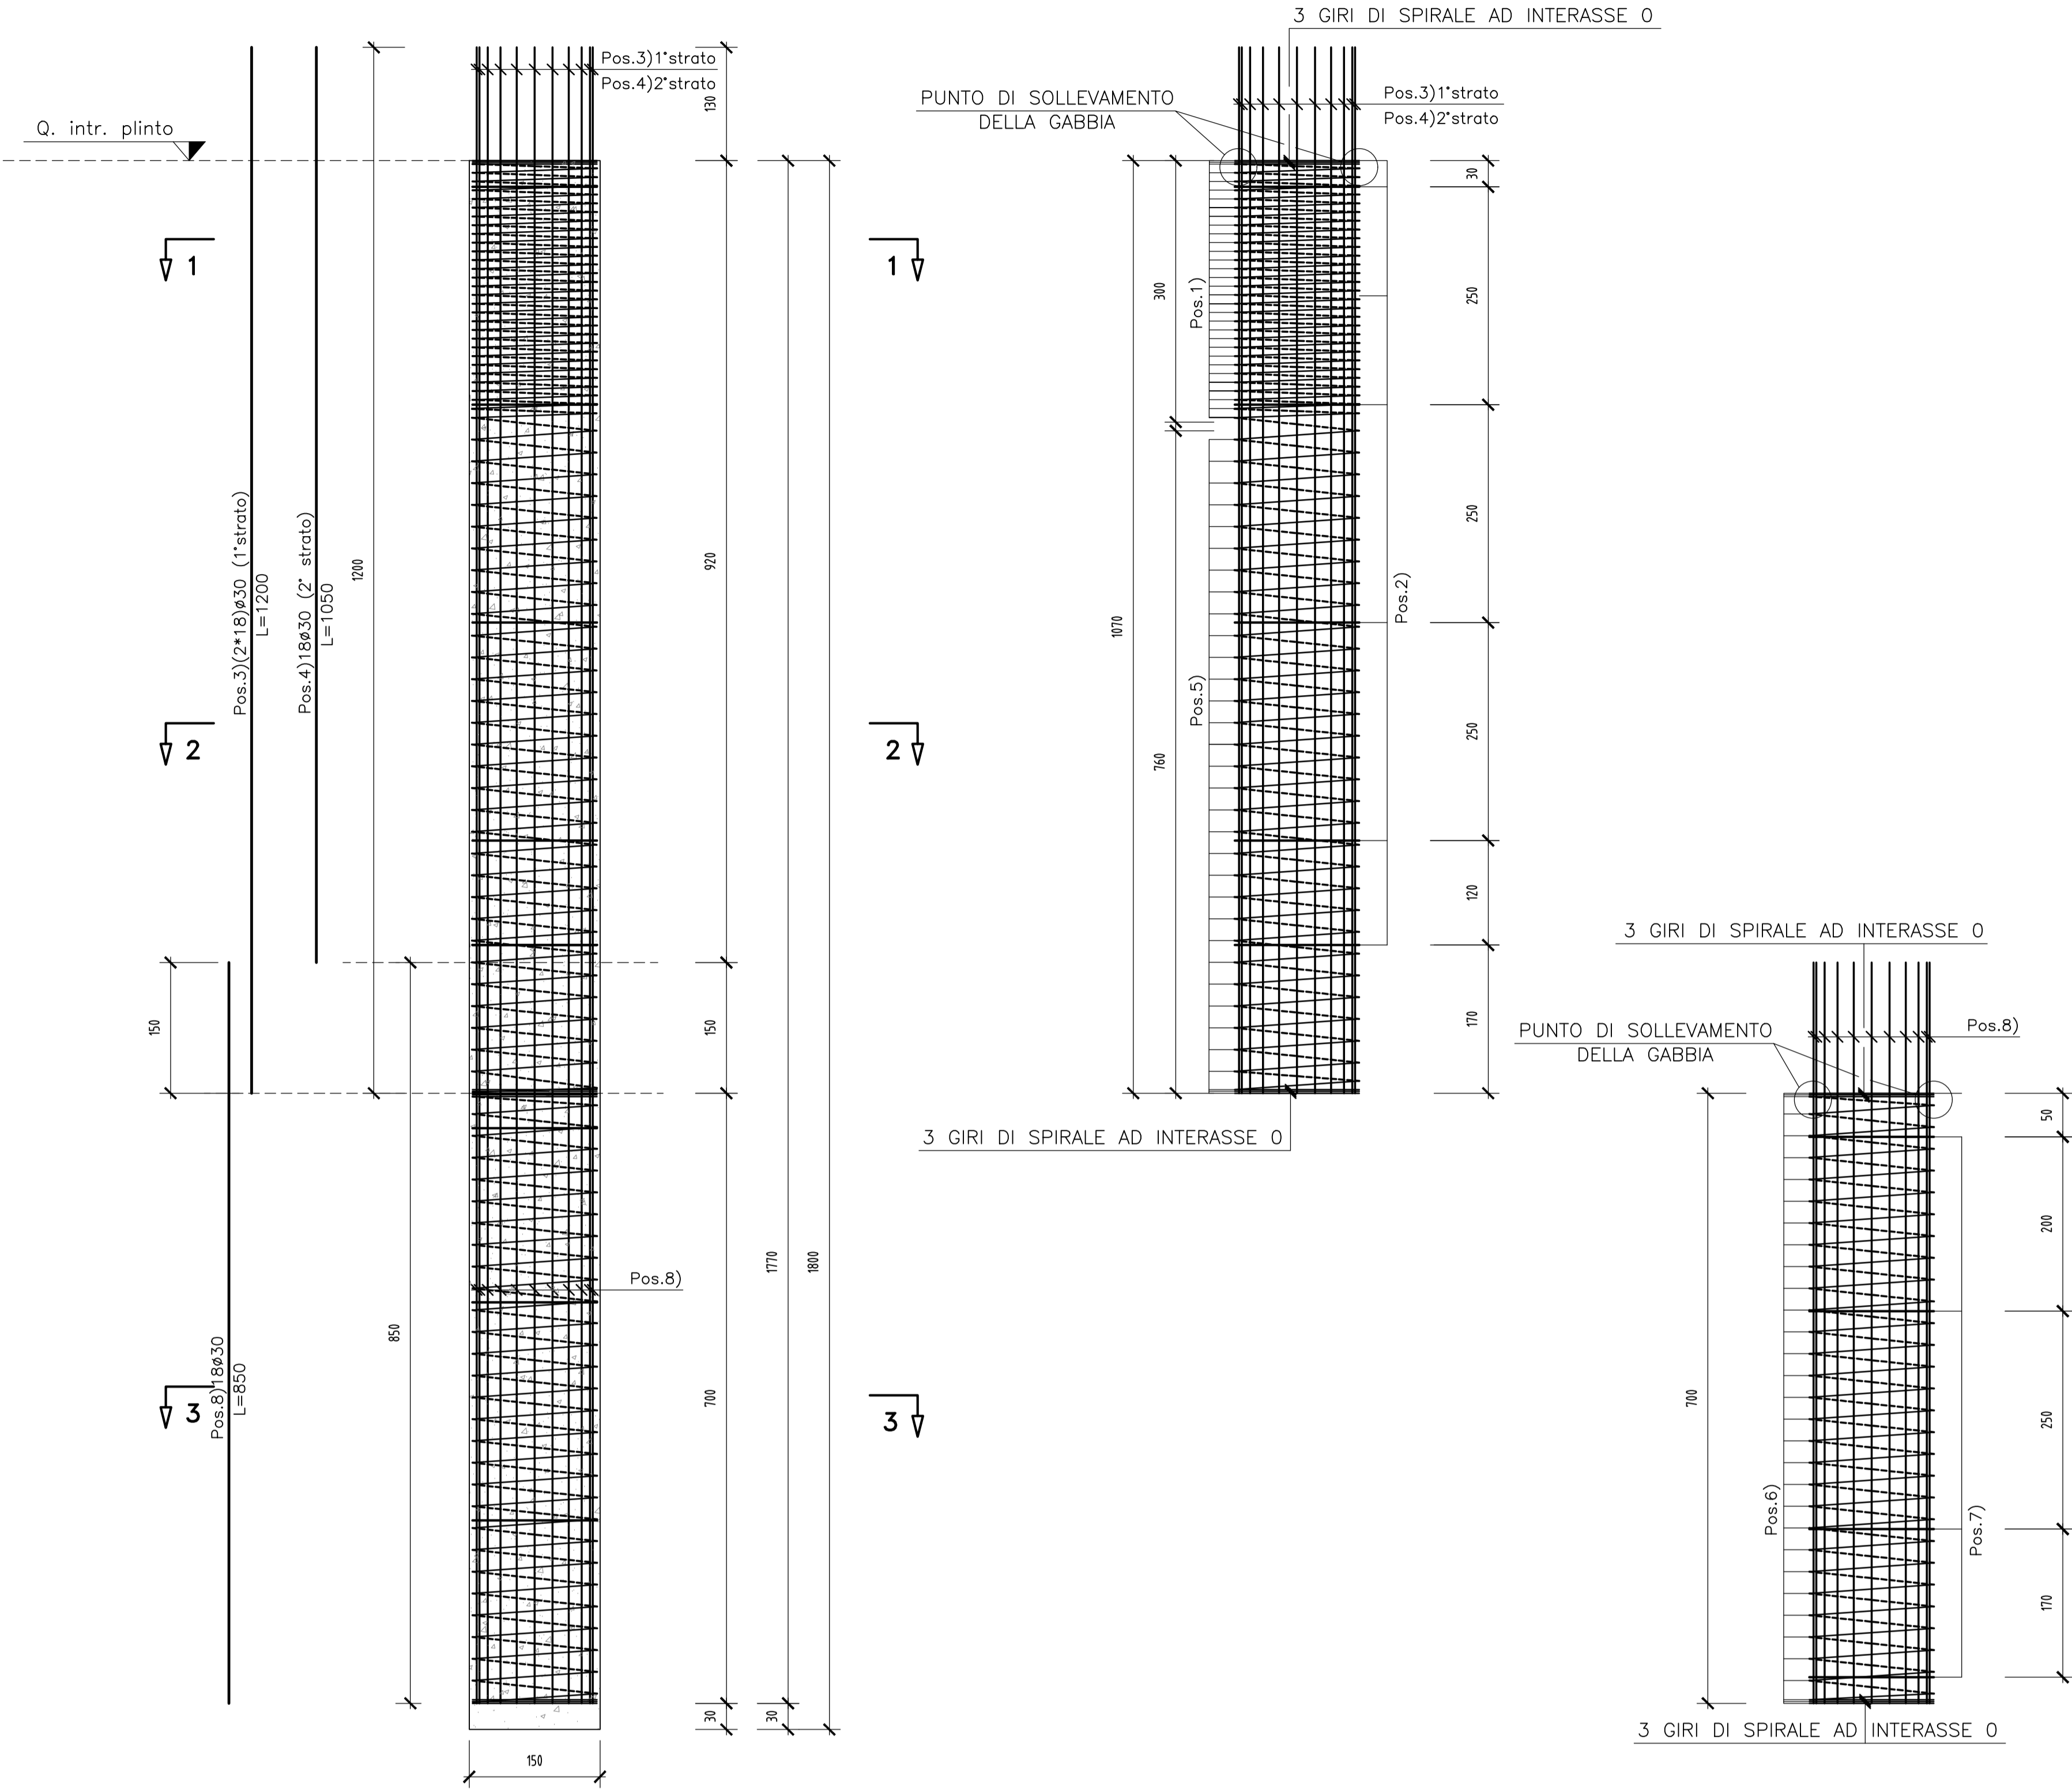 3 GIRI DI SPIRALE AD INTERASSE 0
Pos.3)1°strato
Pos.4)2°strato
130
PUNTO DI SOLLEVAMENTO
DELLA GABBIA
Pos.3)1°strato
Pos.4)2°strato
Q. intr. plinto
30
1
1
300
Pos.1)
250
Pos.3)(2*18)ø30 (1°strato)
L=1200
Pos.4)18ø30 (2° strato)
L=1050
1200
920
1070
250
Pos.2)
Pos.5)
760
250
2
2
120
150
150
170
3 GIRI DI SPIRALE AD INTERASSE 0
3 GIRI DI SPIRALE AD INTERASSE 0
PUNTO DI SOLLEVAMENTO
DELLA GABBIA
Pos.8)
50
200
Pos.8)
1770
1800
850
Pos.8)18ø30
L=850
3
3
700
700
250
Pos.6)
Pos.7)
170
30
30
150
3 GIRI DI SPIRALE AD INTERASSE 0